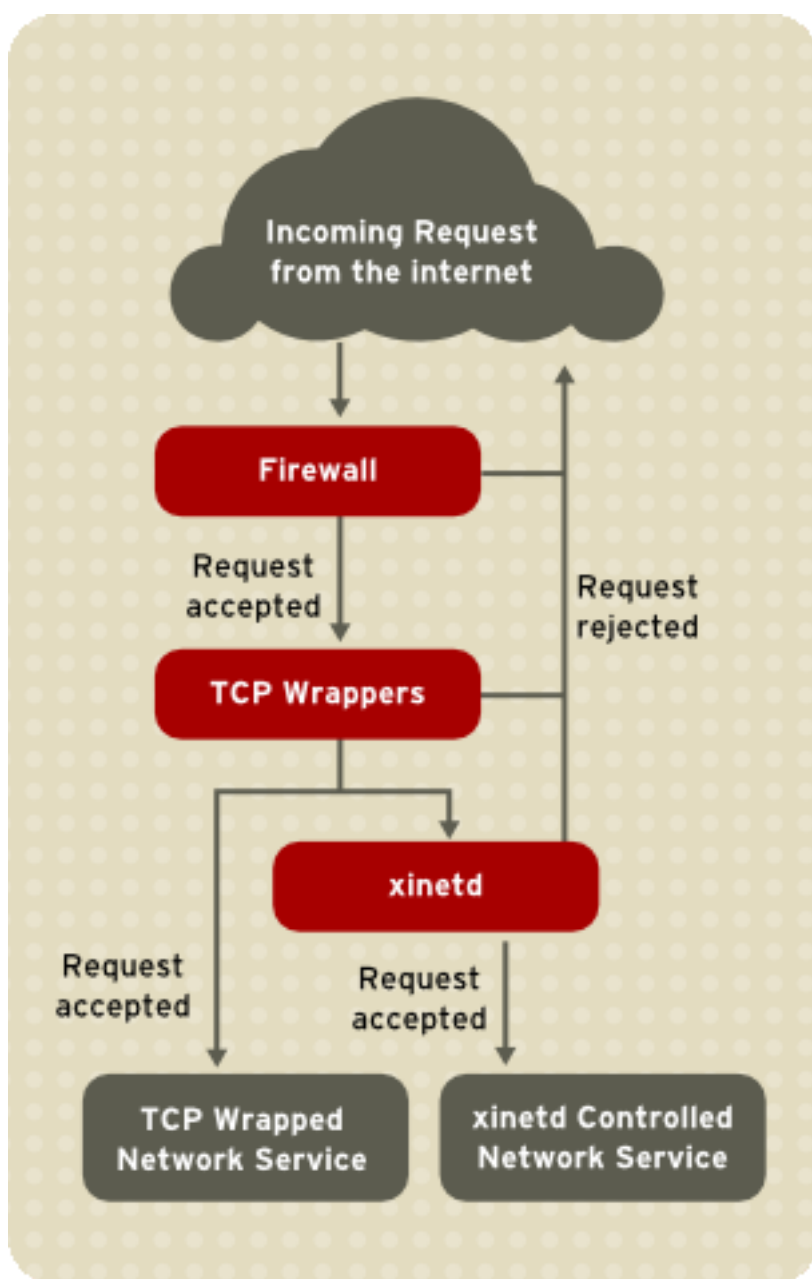 Incoming Request
from the internet
Firewall
Request
accepted
Request
rejected
TCP Wrappers
xinetd
Request
accepted
Request
accepted
TCP Wrapped
Network Service
xinetd Controlled
Network Service